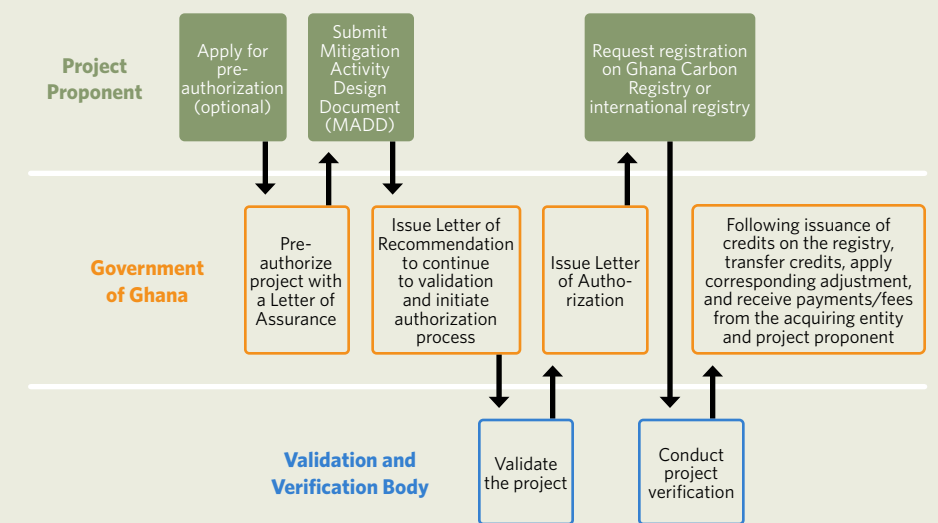 Project
Proponent
Apply for
pre-
authorization
(optional)
Submit
Mitigation
Activity
Design
Document
(MADD)
Request registration
on Ghana Carbon
Registry or
international registry
Government
of Ghana
Pre-
authorize
project with
a Letter of
Assurance
Issue Letter of
Recommendation
to continue
to validation
and initiate
authorization
process
Issue Letter
of Autho-
rization
Following issuance of
credits on the registry,
transfer credits, apply
corresponding adjustment,
and receive payments/fees
from the acquiring entity
and project proponent
Validation and
Verification Body
Validate
the project
Conduct
project
verification